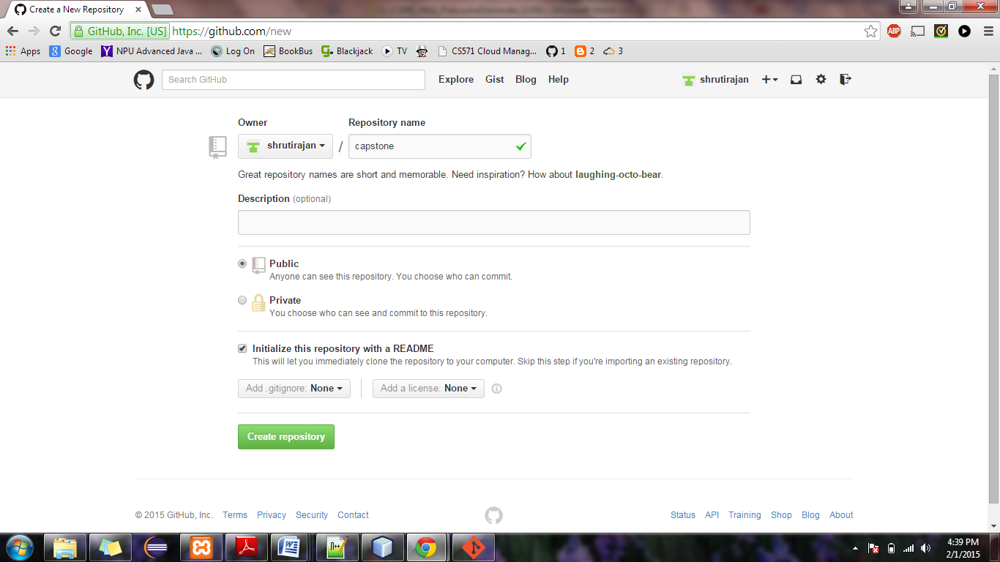 Create a New Repository
GitHub, Inc. [US] https://github.com/new
ABP
Apps Google NPU Advanced Java ... Log On BookBus Blackjack TV CS571 Cloud Manag... 1 2 3
Search GitHub Explore Gist Blog Help shrutirajan
Owner Repository name
shrutirajan / capstone
Great repository names are short and memorable. Need inspiration? How about laughing-octo-bear.
Description (optional)
Public
Anyone can see this repository. You choose who can commit.
Private
You choose who can see and commit to this repository.
Initialize this repository with a README
This will let you immediately clone the repository to your computer. Skip this step if you're importing an existing repository.
Add .gitignore: None Add a license: None
Create repository
© 2015 GitHub, Inc. Terms Privacy Security Contact Status API Training Shop Blog About
4:39 PM
2/1/2015